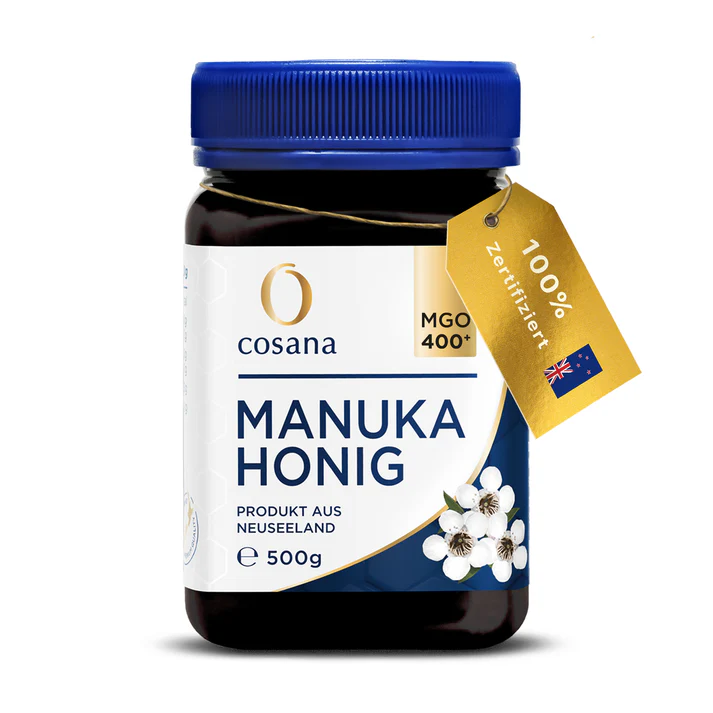 cosana
MGO
400+
100%
Zertifiziert
MANUKA
HONIG
PRODUKT AUS
NEUSEELAND
℮ 500g